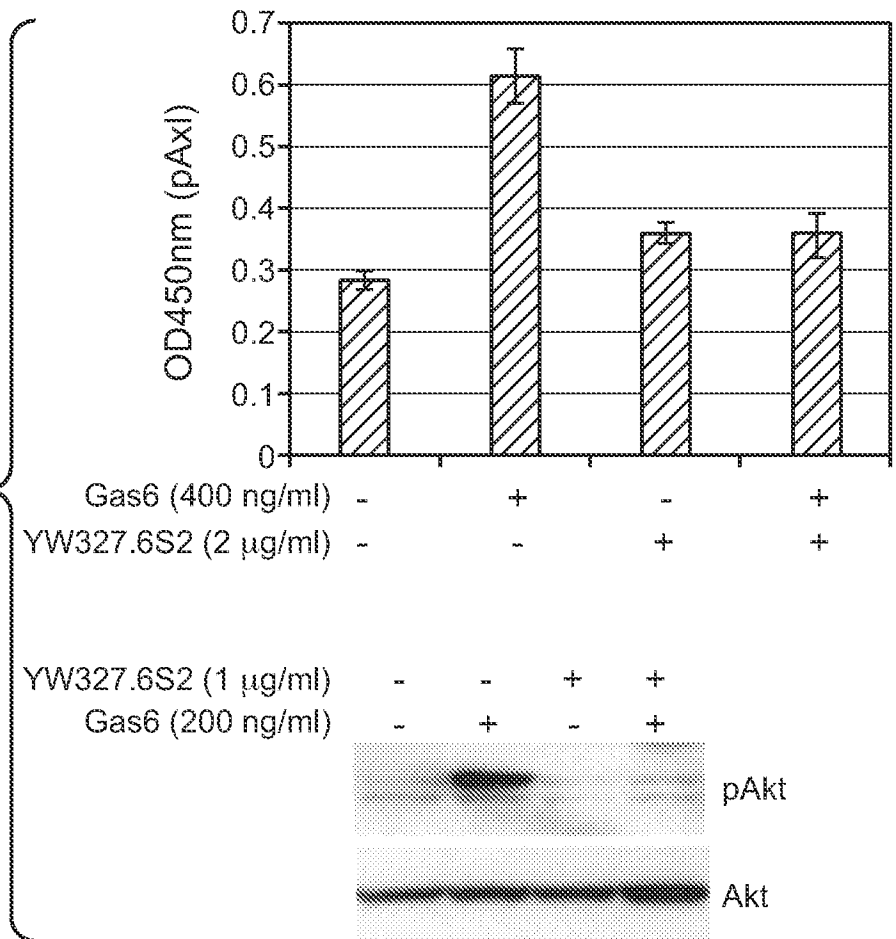 0.7
0.6
0.5
0.4
0.3
0.2
0.1
0
OD450nm (pAxl)
Gas6 (400 ng/ml) - + - +
YW327.6S2 (2 µg/ml) - - + +
YW327.6S2 (1 µg/ml) - - + +
Gas6 (200 ng/ml) - + - +
pAkt
Akt